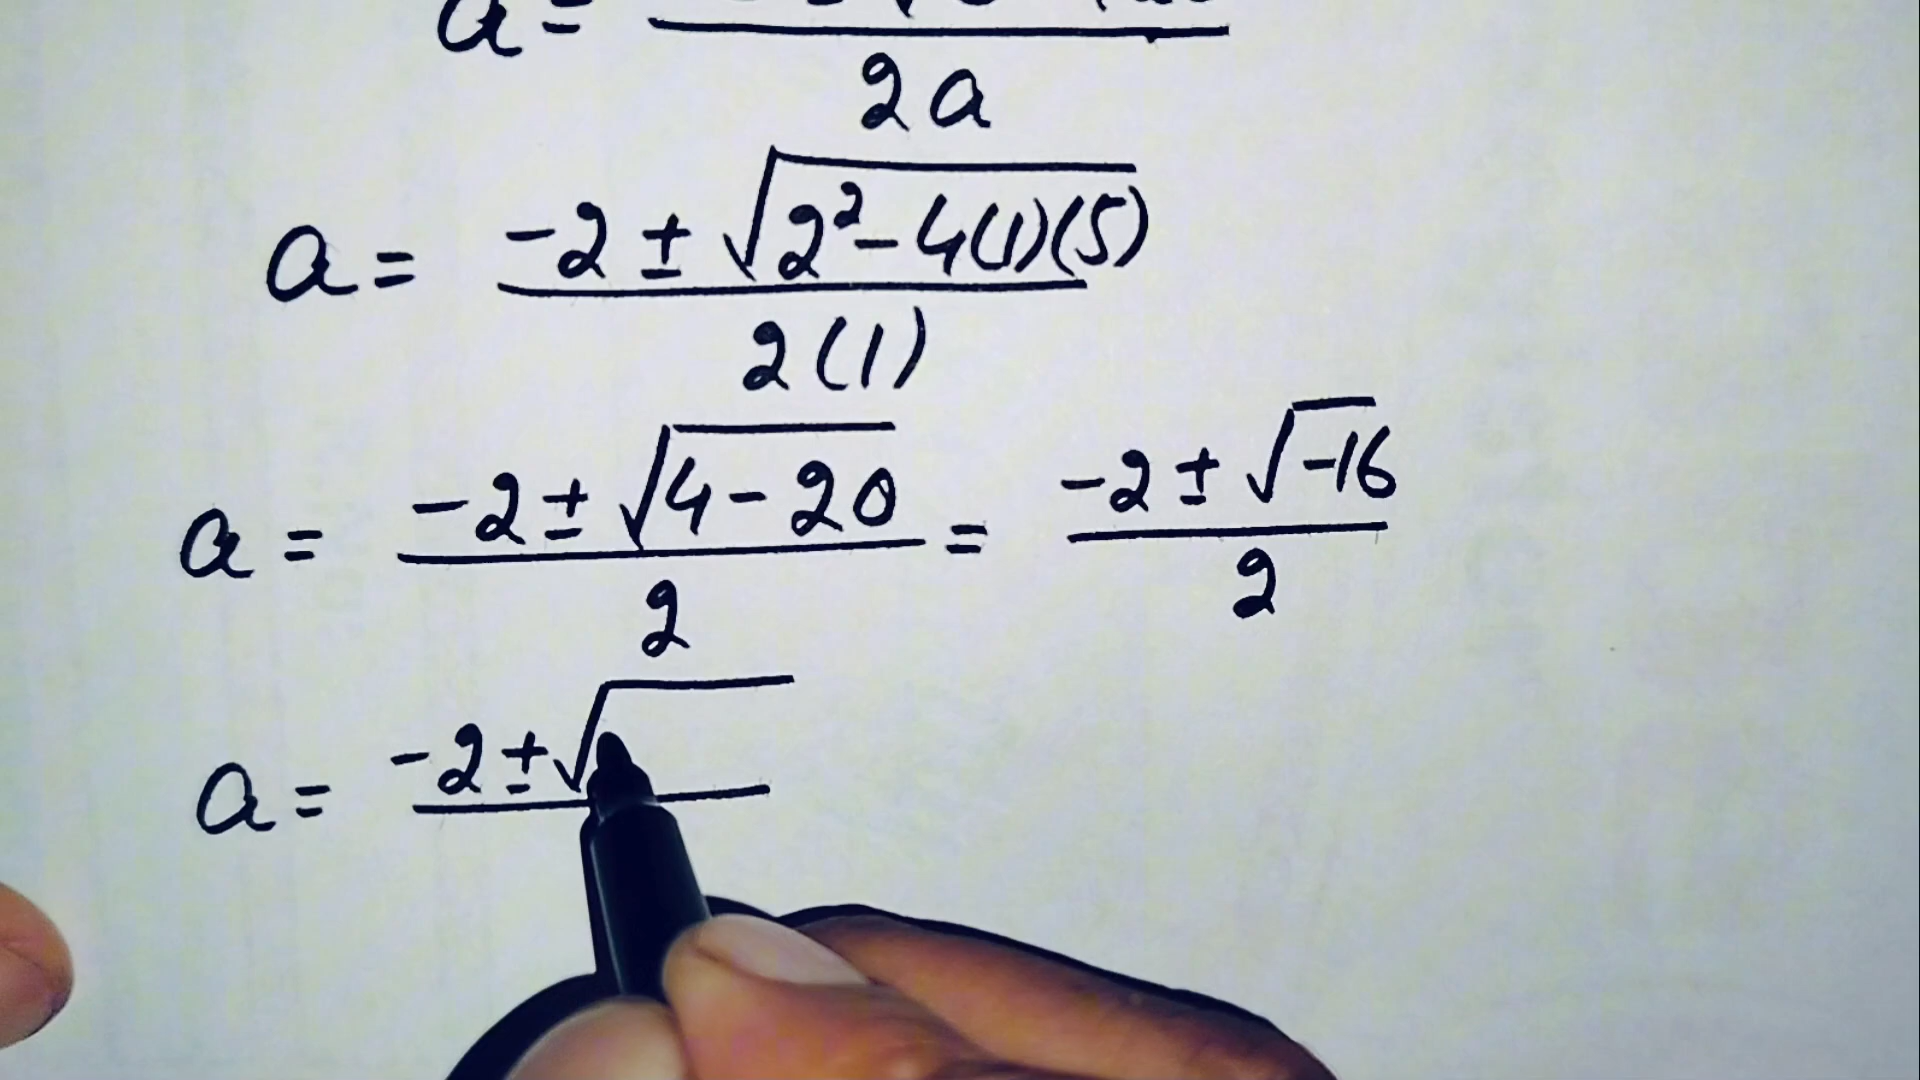 a =
2a
a = -2 ± √2² - 4(1)(5)
2(1)
a = -2 ± √4 - 20 = -2 ± √-16
2 2
a = -2 ± √